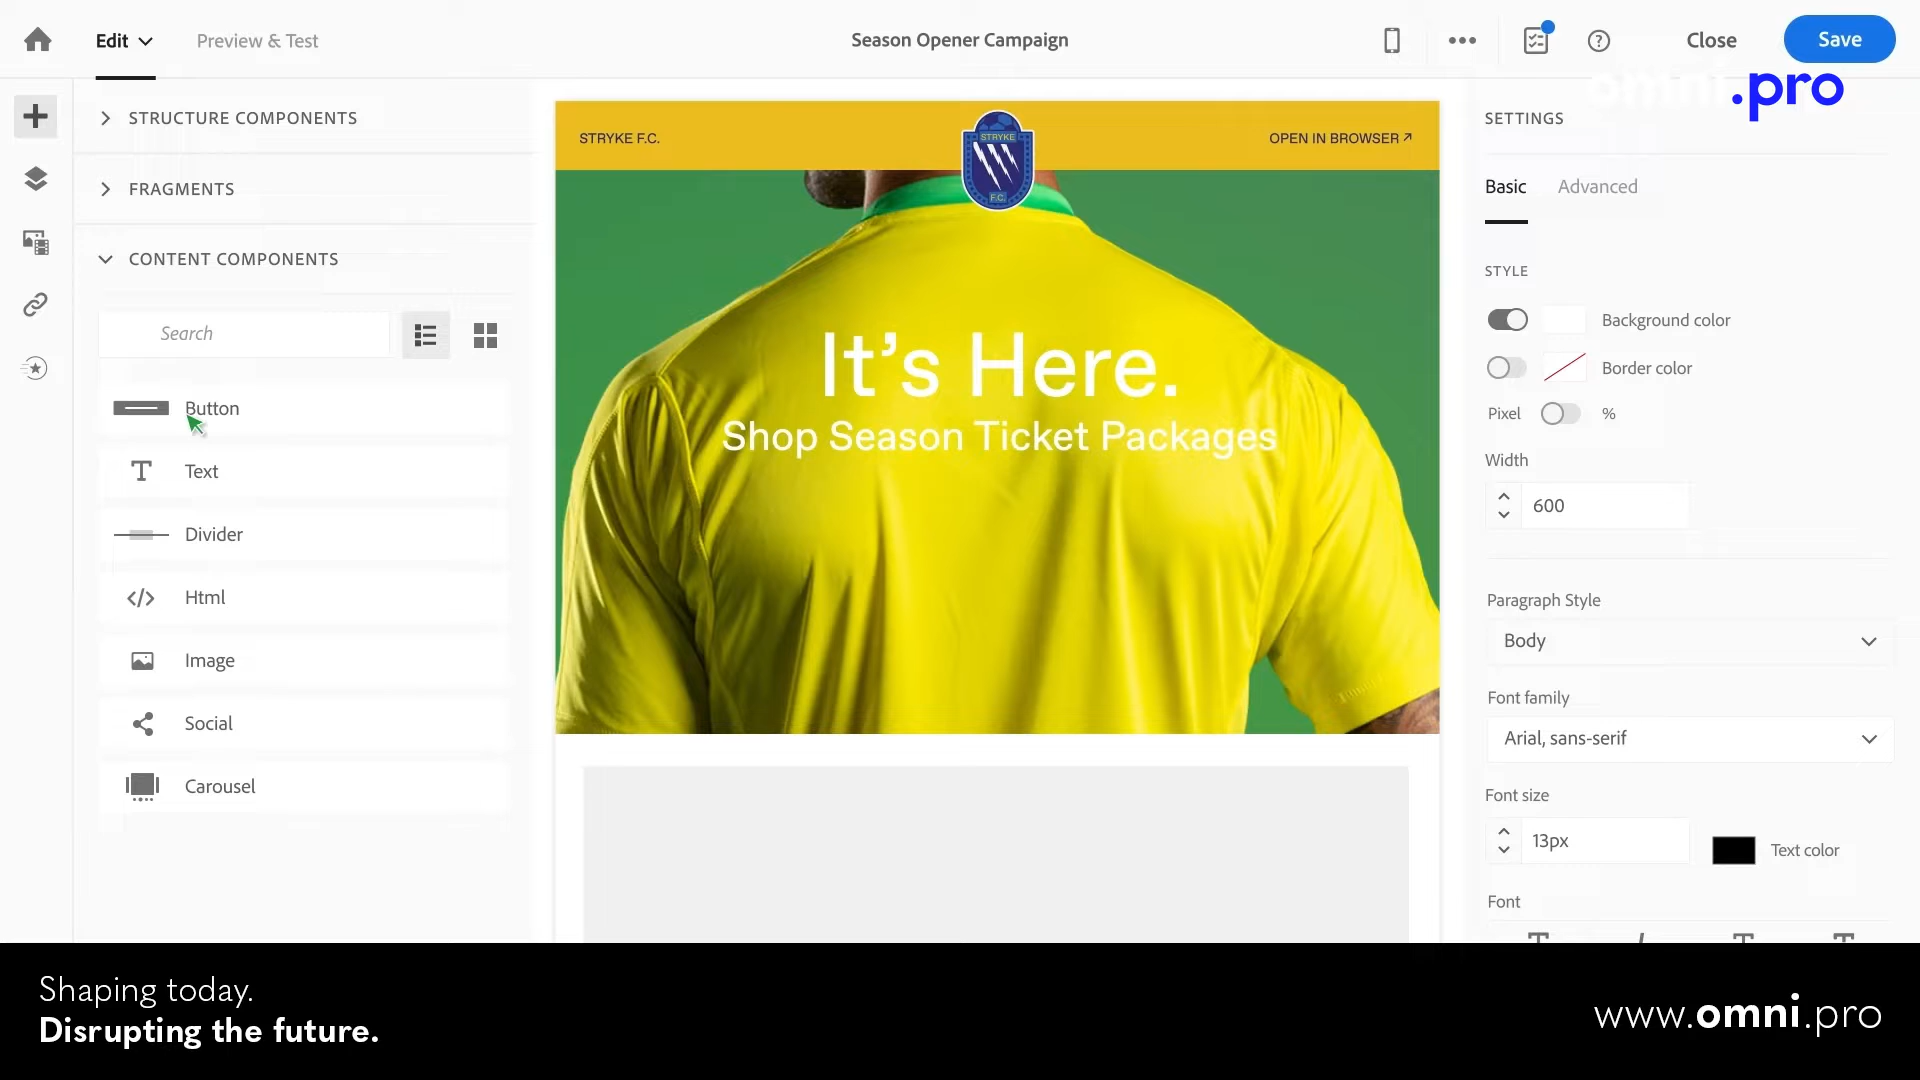 Edit
Preview & Test
Season Opener Campaign
Close
Save
omni.pro
STRUCTURE COMPONENTS
FRAGMENTS
CONTENT COMPONENTS
Search
Button
Text
Divider
Html
Image
Social
Carousel
STRYKE F.C.
STRYKE
F.C.
OPEN IN BROWSER
It's Here.
Shop Season Ticket Packages
SETTINGS
Basic
Advanced
STYLE
Background color
Border color
Pixel
%
Width
600
Paragraph Style
Body
Font family
Arial, sans-serif
Font size
13px
Text color
Font
Shaping today.
Disrupting the future.
www.omni.pro